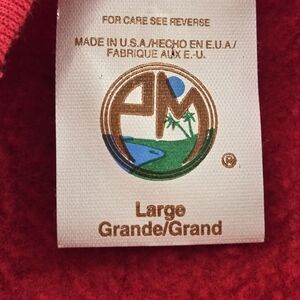 FOR CARE SEE REVERSE
MADE IN U.S.A./HECHO EN E.U.A./
FABRIQUE AUX E.-U.
PM
®
Large
Grande/Grand